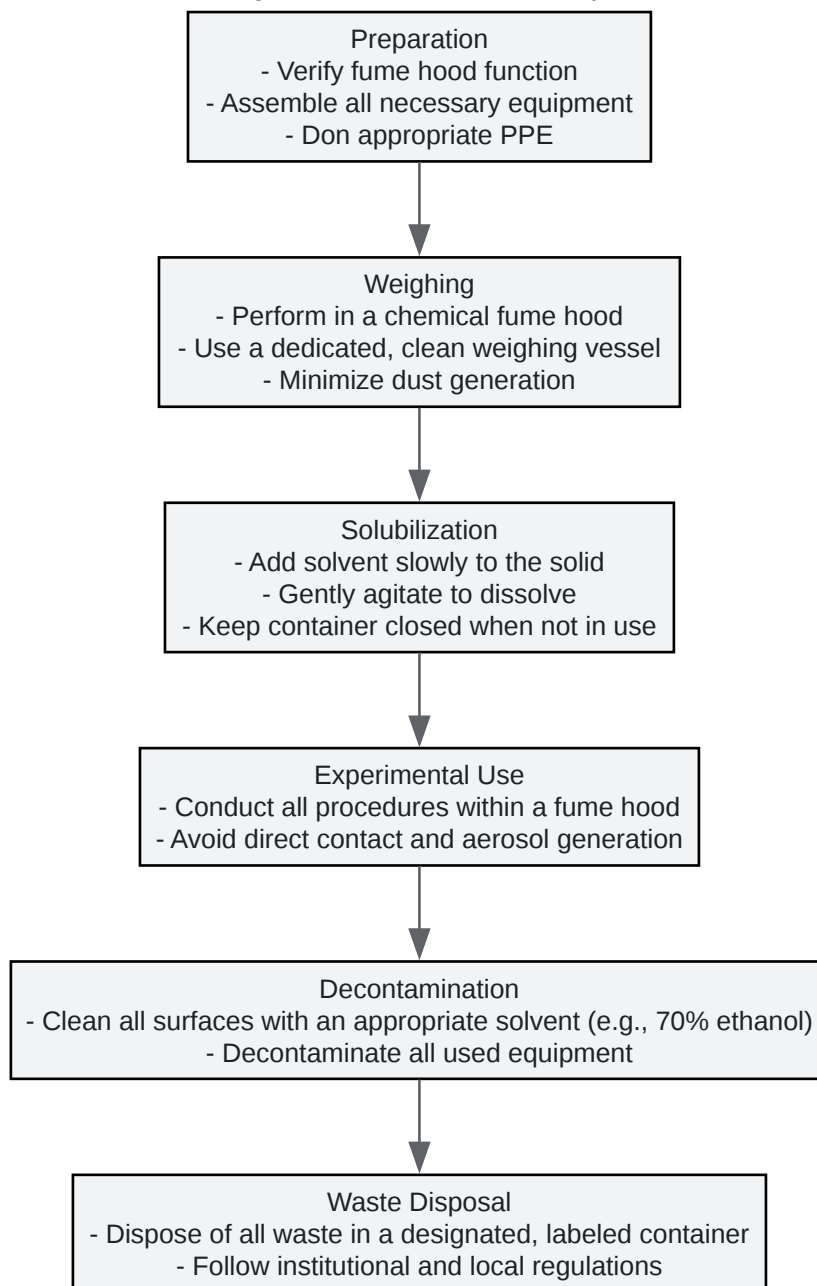 Preparation
- Verify fume hood function
- Assemble all necessary equipment
- Don appropriate PPE
Weighing
- Perform in a chemical fume hood
- Use a dedicated, clean weighing vessel
- Minimize dust generation
Solubilization
- Add solvent slowly to the solid
- Gently agitate to dissolve
- Keep container closed when not in use
Experimental Use
- Conduct all procedures within a fume hood
- Avoid direct contact and aerosol generation
Decontamination
- Clean all surfaces with an appropriate solvent (e.g., 70% ethanol)
- Decontaminate all used equipment
Waste Disposal
- Dispose of all waste in a designated, labeled container
- Follow institutional and local regulations